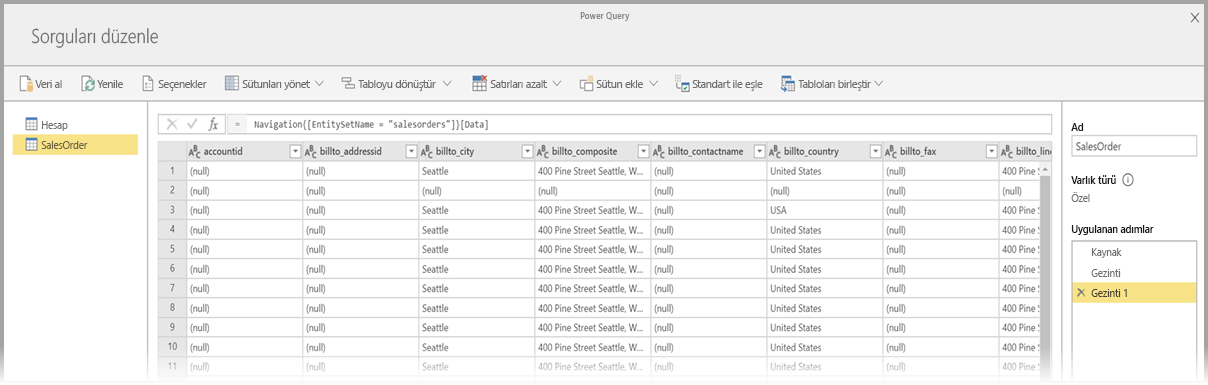 Power Query
Sorguları düzenle
Veri al Yenile Seçenekler Sütunları yönet Tabloyu dönüştür Satırları azalt Sütun ekle Standart ile eşle Tabloları birleştir
Hesap
SalesOrder
fx = Navigation{[EntitySetName = "salesorders"]}[Data]
ABC accountid ABC billto_addressid ABC billto_city ABC billto_composite ABC billto_contactname ABC billto_country ABC billto_fax ABC billto_line
1 (null) (null) Seattle 400 Pine Street Seattle, W... (null) United States (null) 400 Pine S
2 (null) (null) (null) (null) (null) (null) (null) (null)
3 (null) (null) Seattle 400 Pine Street Seattle, W... (null) USA (null) 400 Pine S
4 (null) (null) Seattle 400 Pine Street Seattle, W... (null) United States (null) 400 Pine S
5 (null) (null) Seattle 400 Pine Street Seattle, W... (null) United States (null) 400 Pine S
6 (null) (null) Seattle 400 Pine Street Seattle, W... (null) United States (null) 400 Pine S
7 (null) (null) Seattle 400 Pine Street Seattle, W... (null) United States (null) 400 Pine S
8 (null) (null) Seattle 400 Pine Street Seattle, W... (null) United States (null) 400 Pine S
9 (null) (null) Seattle 400 Pine Street Seattle, W... (null) United States (null) 400 Pine S
10 (null) (null) Seattle 400 Pine Street Seattle, W... (null) United States (null) 400 Pine S
11 (null) (null) Seattle 400 Pine Street Seattle, W... (null) United States (null) 400 Pine S
Ad
SalesOrder
Varlık türü
Özel
Uygulanan adımlar
Kaynak
Gezinti
Gezinti 1